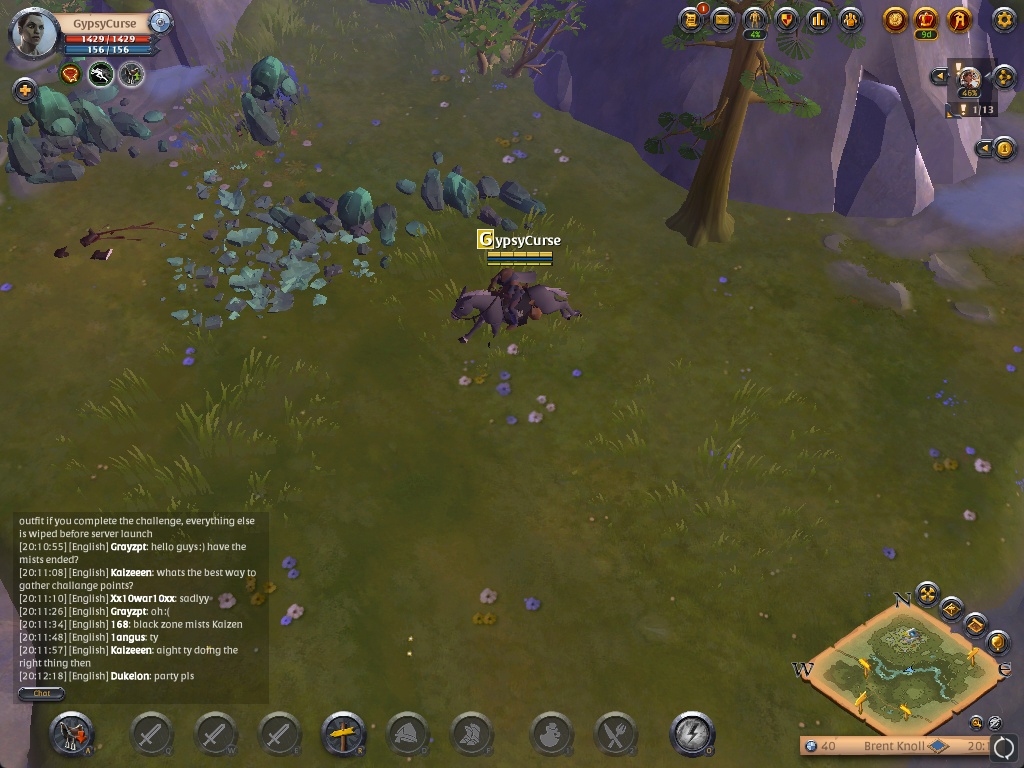 GypsyCurse
1429 / 1429
156 / 156
1
4%
9d
46%
1/13
1
GypsyCurse
outfit if you complete the challenge, everything else
is wiped before server launch
[20:10:55] [English] Grayzpt: hello guys:) have the
mists ended?
[20:11:08] [English] Kaizeeen: whats the best way to
gather challange points?
[20:11:10] [English] Xx10war10xx: sadlyy
[20:11:26] [English] Grayzpt: oh:(
[20:11:34] [English] 168: black zone mists Kaizen
[20:11:48] [English] 1angus: ty
[20:11:57] [English] Kaizeeen: aight ty doing the
right thing then
[20:12:18] [English] Dukelon: party pls
Chat
N
W
E
A
Q
W
E
R
D
F
O
40
Brent Knoll